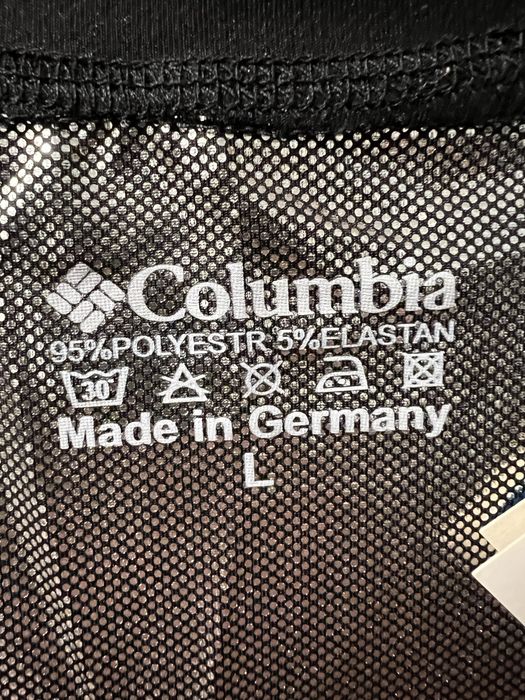 Columbia
95%POLYESTR 5%ELASTAN
30°
Made in Germany
L